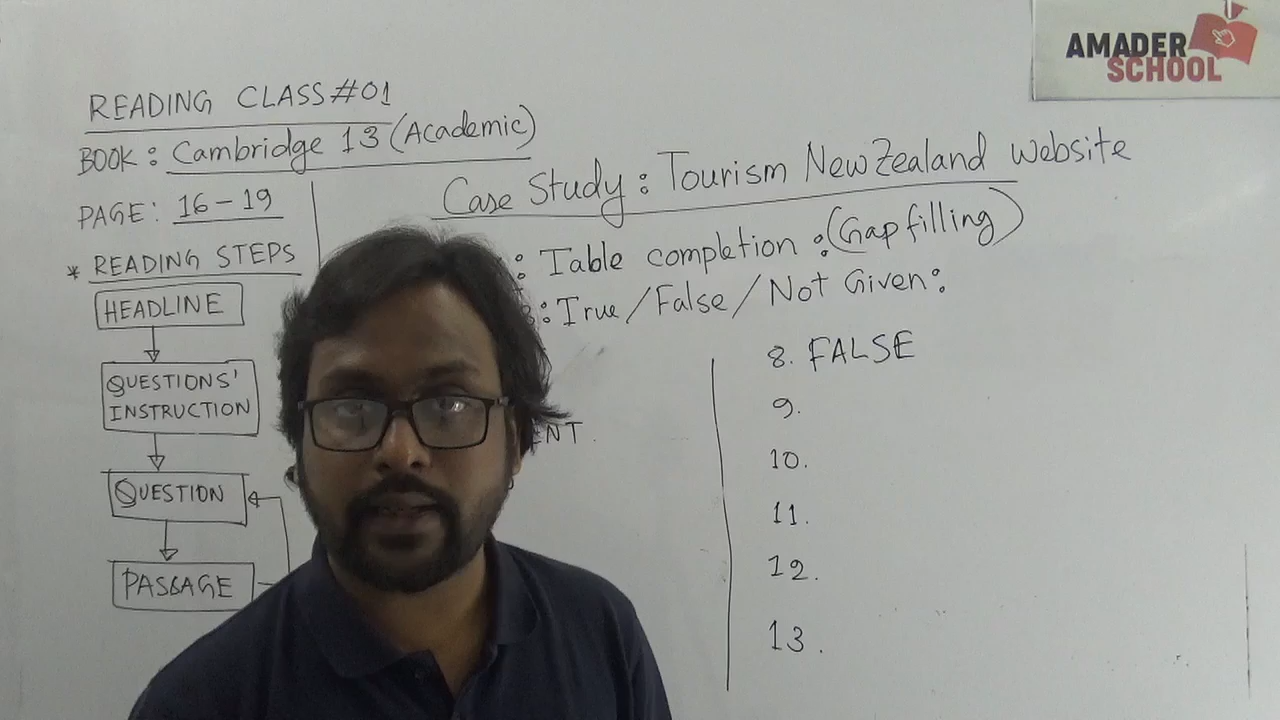 AMADER
SCHOOL
READING CLASS#01
BOOK: Cambridge 13 (Academic)
PAGE: 16-19
* READING STEPS
HEADLINE
QUESTIONS'
INSTRUCTION
QUESTION
PASSAGE
Case Study: Tourism New Zealand website
: Table completion :(Gap filling)
: True/False/Not Given:
ENT.
8. FALSE
9.
10.
11.
12.
13.